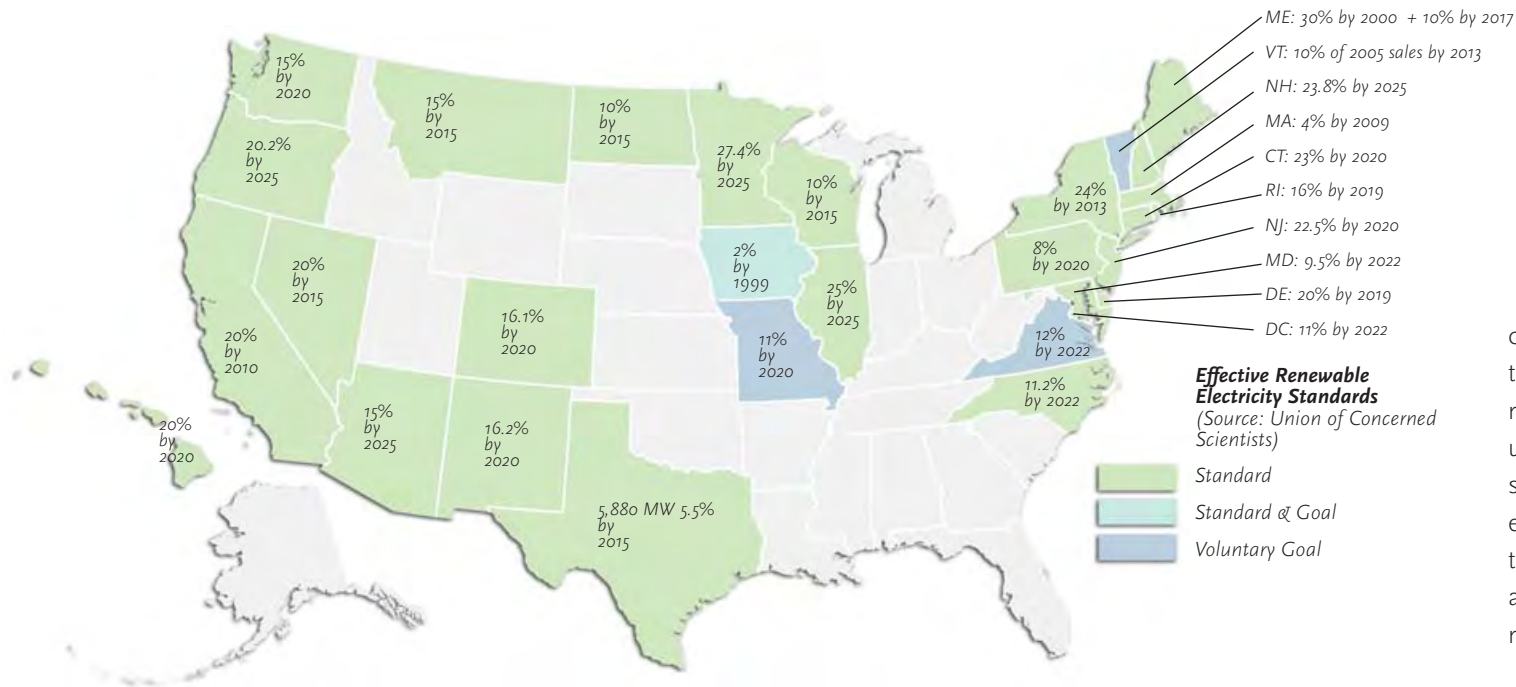 ME: 30% by 2000 + 10% by 2017
VT: 10% of 2005 sales by 2013
NH: 23.8% by 2025
MA: 4% by 2009
CT: 23% by 2020
RI: 16% by 2019
NJ: 22.5% by 2020
MD: 9.5% by 2022
DE: 20% by 2019
DC: 11% by 2022
15%
by
2020
15%
by
2015
10%
by
2015
20.2%
by
2025
27.4%
by
2025
10%
by
2015
24%
by 2013
8%
by 2020
2%
by
1999
20%
by
2015
25%
by
2025
16.1%
by
2020
20%
by
2010
11%
by
2020
12%
by 2022
11.2%
by 2022
15%
by
2025
16.2%
by
2020
20%
by
2020
5,880 MW 5.5%
by
2015
Effective Renewable
Electricity Standards
(Source: Union of Concerned
Scientists)
Standard
Standard & Goal
Voluntary Goal